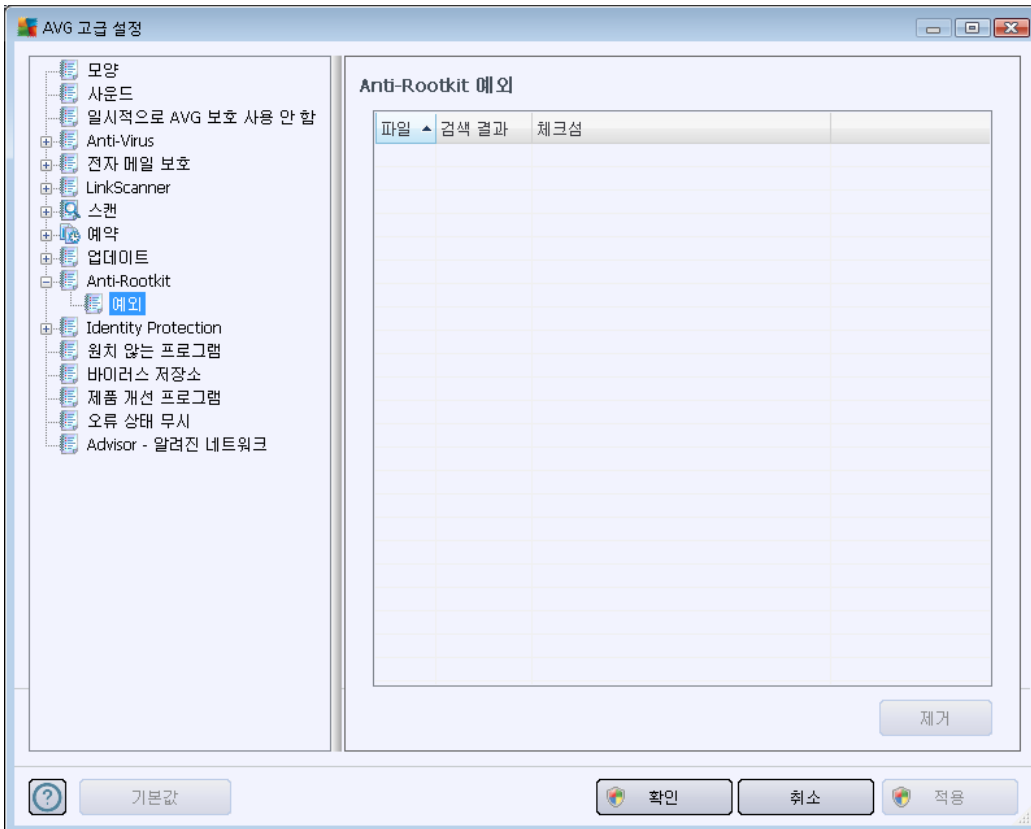 AVG 고급 설정
모양
사운드
일시적으로 AVG 보호 사용 안 함
Anti-Virus
전자 메일 보호
LinkScanner
스캔
예약
업데이트
Anti-Rootkit
예외
Identity Protection
원치 않는 프로그램
바이러스 저장소
제품 개선 프로그램
오류 상태 무시
Advisor - 알려진 네트워크
Anti-Rootkit 예외
파일 검색 결과 체크섬
제거
기본값 확인 취소 적용